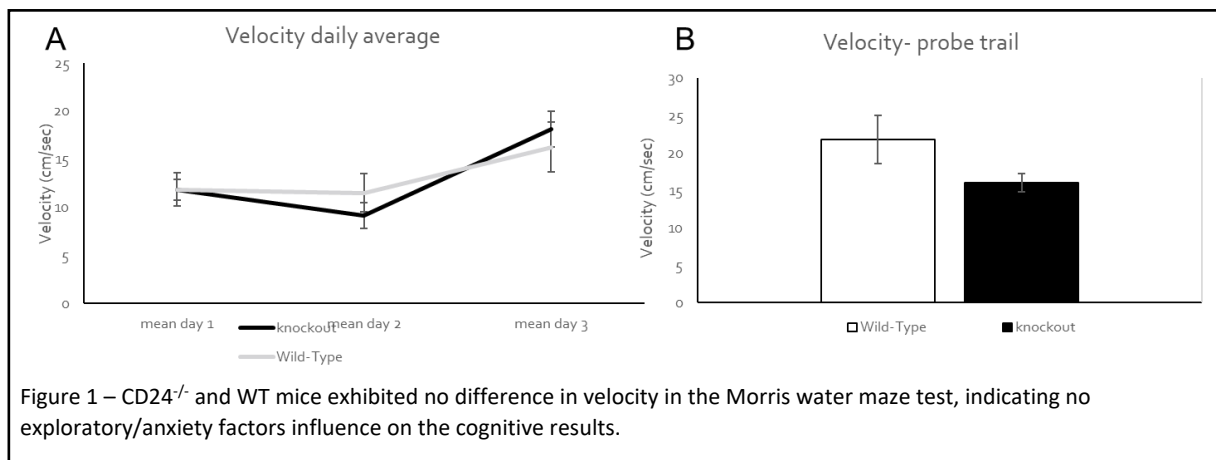 A
Velocity daily average
Velocity (cm/sec)
25
20
15
10
5
0
mean day 1
mean day 2
mean day 3
knockout
Wild-Type
B
Velocity- probe trail
Velocity (cm/sec)
30
25
20
15
10
5
0
Wild-Type
knockout
Figure 1 – CD24-/- and WT mice exhibited no difference in velocity in the Morris water maze test, indicating no
exploratory/anxiety factors influence on the cognitive results.